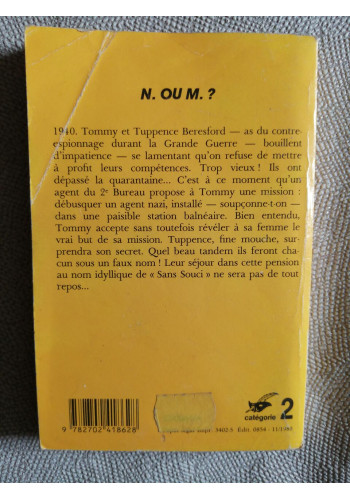 N. OU M. ?
1940. Tommy et Tuppence Beresford — as du contre-
espionnage durant la Grande Guerre — bouillent
d'impatience — se lamentant qu'on refuse de mettre
à profit leurs compétences. Trop vieux ! Ils ont
dépassé la quarantaine... C'est à ce moment qu'un
agent du 2e Bureau propose à Tommy une mission :
débusquer un agent nazi, installé — soupçonne-t-on —
dans une paisible station balnéaire. Bien entendu,
Tommy accepte sans toutefois révéler à sa femme le
vrai but de sa mission. Tuppence, fine mouche, sur-
prendra son secret. Quel beau tandem ils feront cha-
cun sous un faux nom ! Leur séjour dans cette pension
au nom idyllique de « Sans Souci » ne sera pas de tout
repos...
catégorie 2
9 782702 418628